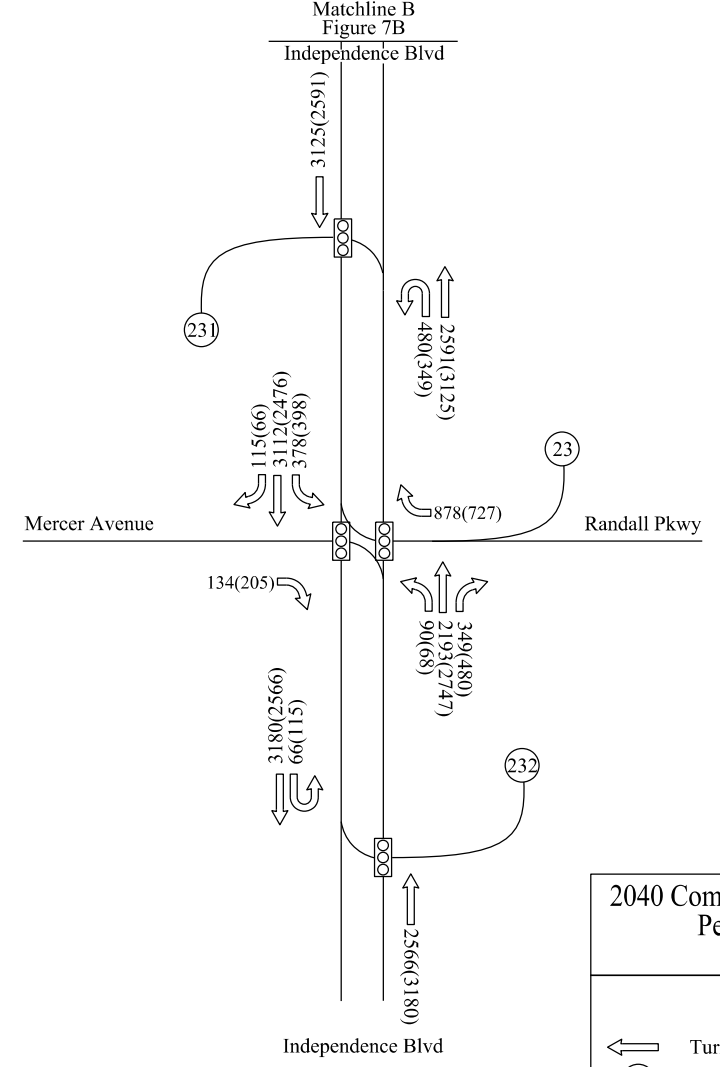 Matchline B
Figure 7B
Independence Blvd
3125(2591)
231
480(349)
2591(3125)
115(66)
3112(2476)
378(398)
23
878(727)
Mercer Avenue
Randall Pkwy
134(205)
90(68)
2193(2747)
349(480)
3180(2566)
66(115)
232
2566(3180)
2040 Com
Pe
Independence Blvd
Tur